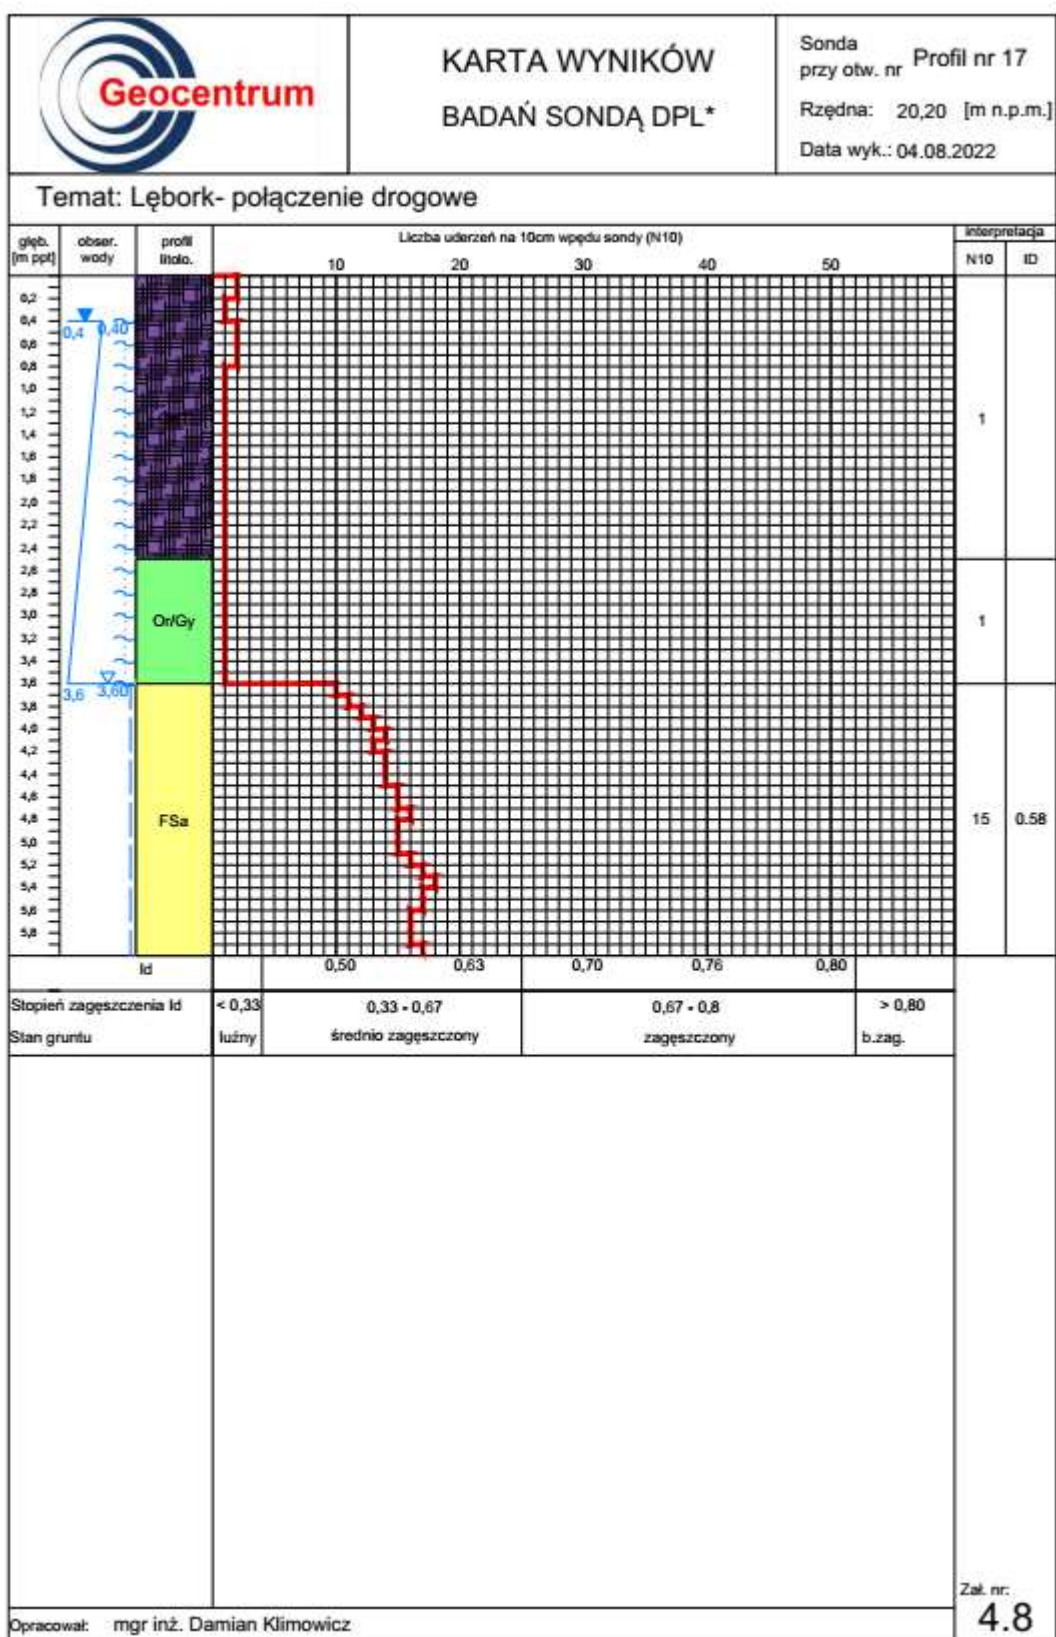 Geocentrum
KARTA WYNIKÓW
BADAŃ SONDĄ DPL*
Sonda
przy otw. nr Profil nr 17
Rzędna: 20,20 [m n.p.m.]
Data wyk.: 04.08.2022
Temat: Lębork- połączenie drogowe
głęb.
[m ppt]
obser.
wody
profil
litolo.
Liczba uderzeń na 10cm wpędu sondy (N10)
10 20 30 40 50
interpretacja
N10 ID
0,2
0,4
0,6
0,8
1,0
1,2
1,4
1,6
1,8
2,0
2,2
2,4
2,6
2,8
3,0
3,2
3,4
3,6
3,8
4,0
4,2
4,4
4,6
4,8
5,0
5,2
5,4
5,6
5,8
0,4 0,40
3,6 3,60
Or/Gy
FSa
1
1
15 0.58
Id 0,50 0,63 0,70 0,76 0,80
Stopień zagęszczenia Id < 0,33 0,33 - 0,67 0,67 - 0,8 > 0,80
Stan gruntu luźny średnio zagęszczony zagęszczony b.zag.
Zał. nr:
4.8
Opracował: mgr inż. Damian Klimowicz